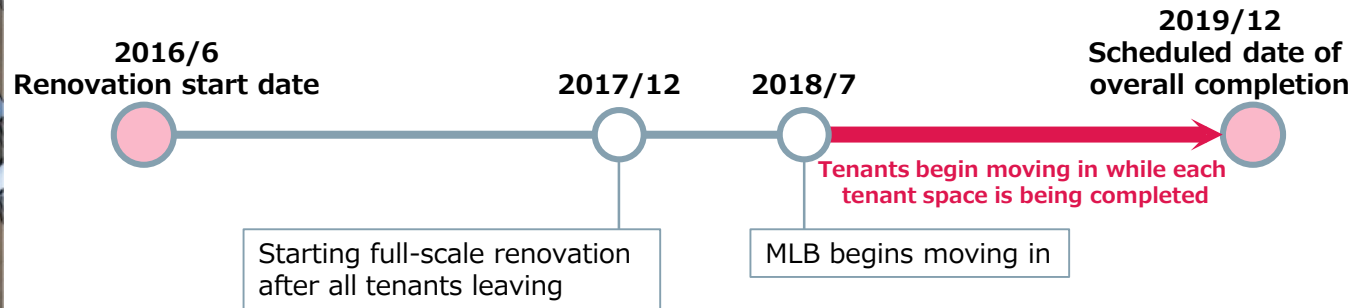 2016/6
Renovation start date
2017/12
2018/7
2019/12
Scheduled date of
overall completion
Tenants begin moving in while each
tenant space is being completed
Starting full-scale renovation
after all tenants leaving
MLB begins moving in